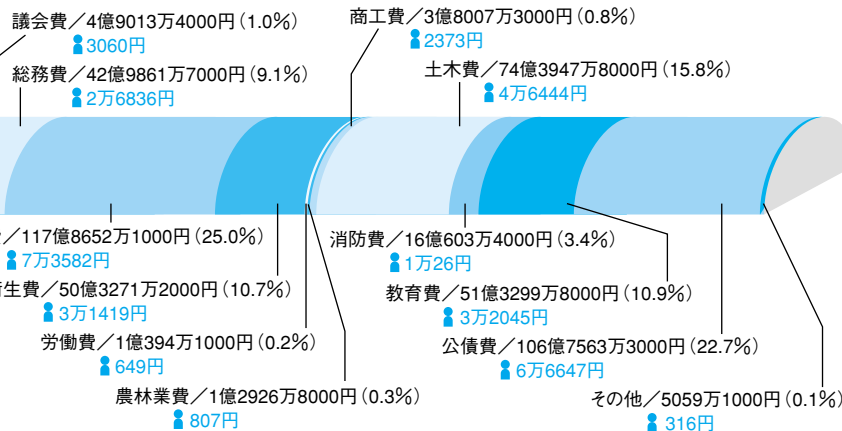 議会費／4億9013万4000円（1.0%）
3060円
総務費／42億9861万7000円（9.1%）
2万6836円
商工費／3億8007万3000円（0.8%）
2373円
土木費／74億3947万8000円（15.8%）
4万6444円
／117億8652万1000円（25.0%）
7万3582円
生費／50億3271万2000円（10.7%）
3万1419円
労働費／1億394万1000円（0.2%）
649円
農林業費／1億2926万8000円（0.3%）
807円
消防費／16億603万4000円（3.4%）
1万26円
教育費／51億3299万8000円（10.9%）
3万2045円
公債費／106億7563万3000円（22.7%）
6万6647円
その他／5059万1000円（0.1%）
316円